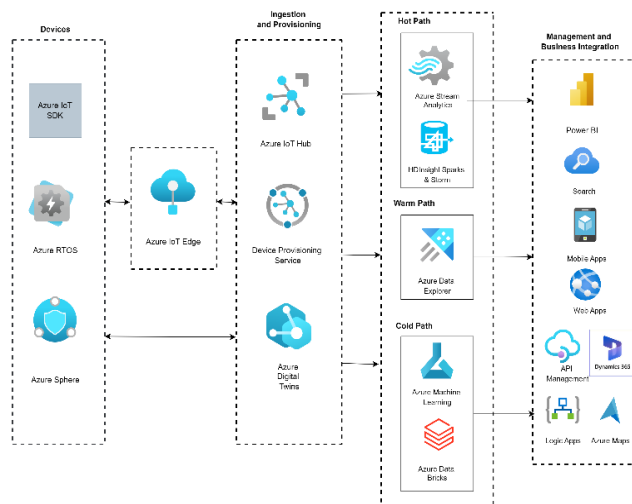 Devices
Azure IoT
SDK
Azure RTOS
Azure Sphere
Azure IoT Edge
Ingestion
and Provisioning
Azure IoT Hub
Device Provisioning
Service
Azure
Digital
Twins
Hot Path
Azure Stream
Analytics
HDInsight Sparks
& Storm
Warm Path
Azure Data
Explorer
Cold Path
Azure Machine
Learning
Azure Data
Bricks
Management and
Business Integration
Power BI
Search
Mobile Apps
Web Apps
API
Management
Dynamics 365
Logic Apps
Azure Maps